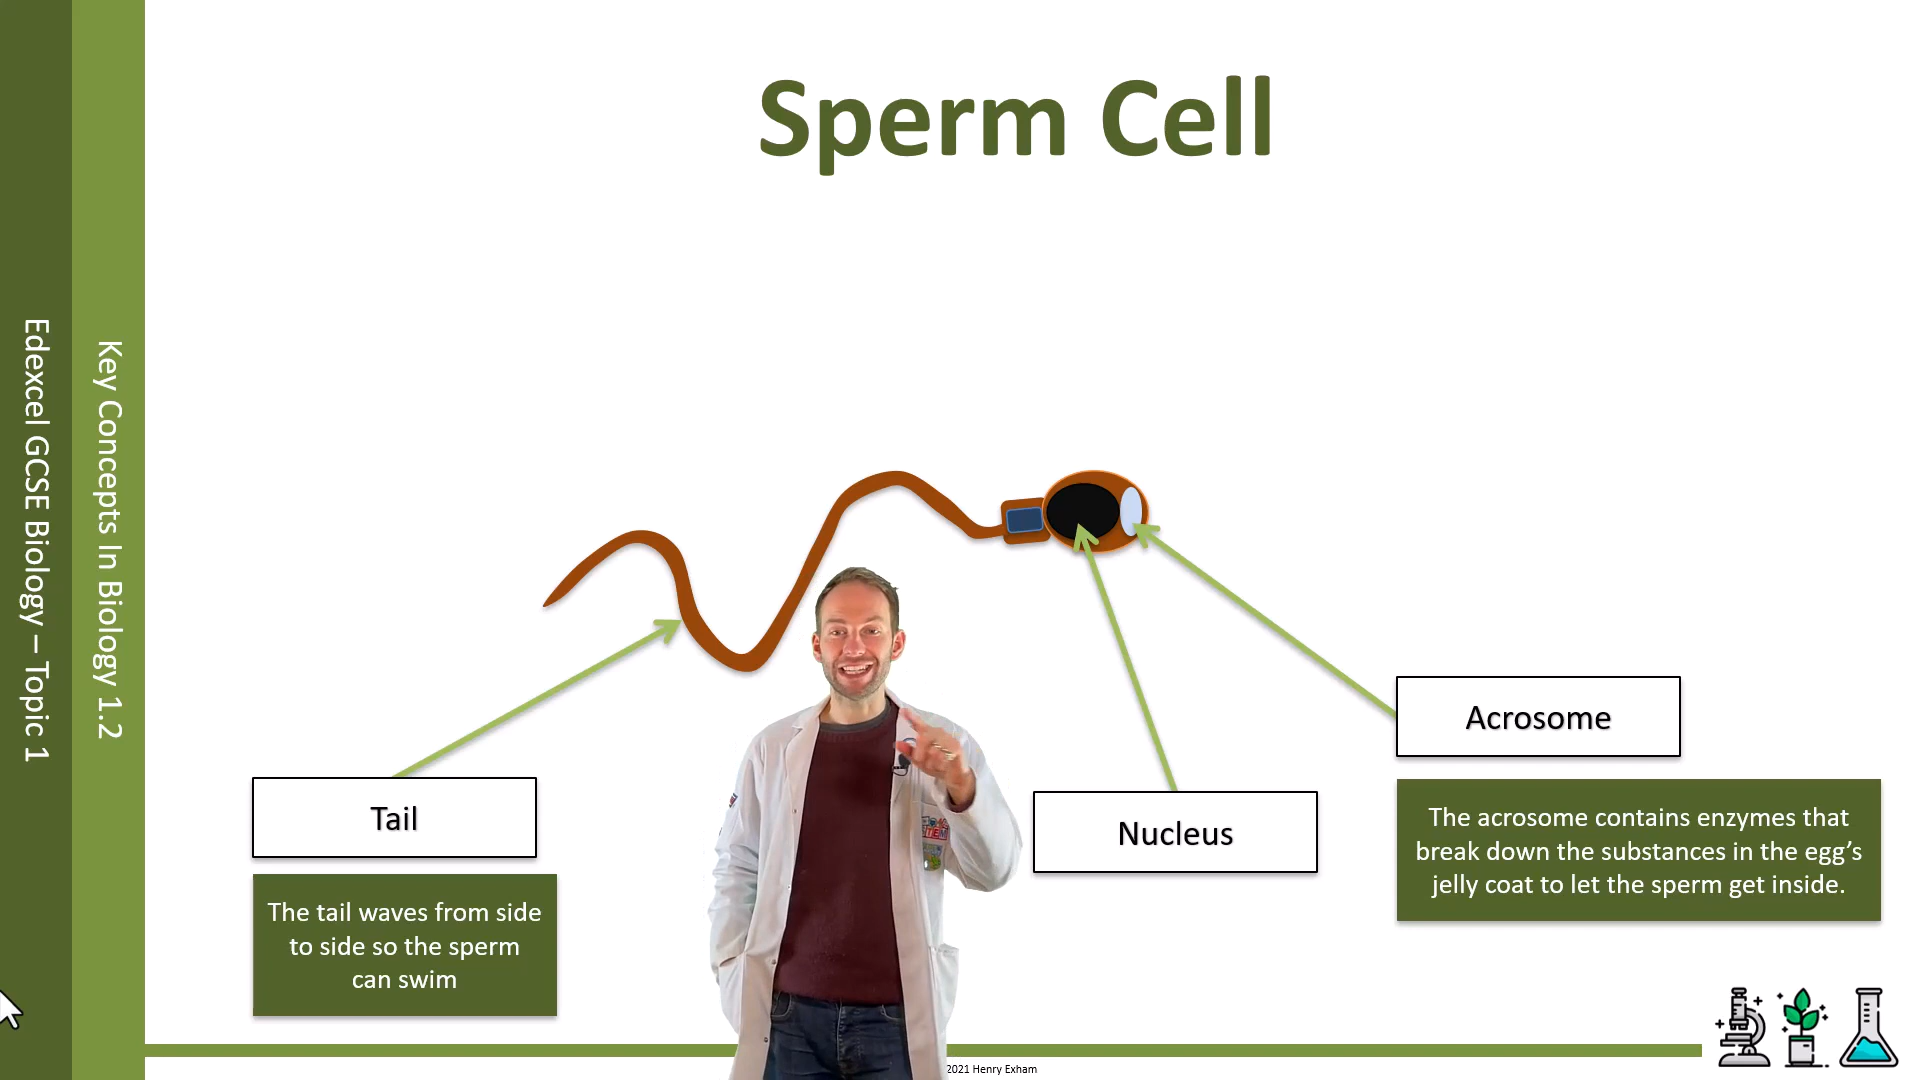 Sperm Cell
Edexcel GCSE Biology – Topic 1
Key Concepts In Biology 1.2
Tail
The tail waves from side
to side so the sperm
can swim
Nucleus
Acrosome
The acrosome contains enzymes that
break down the substances in the egg’s
jelly coat to let the sperm get inside.
STEM
2021 Henry Exham